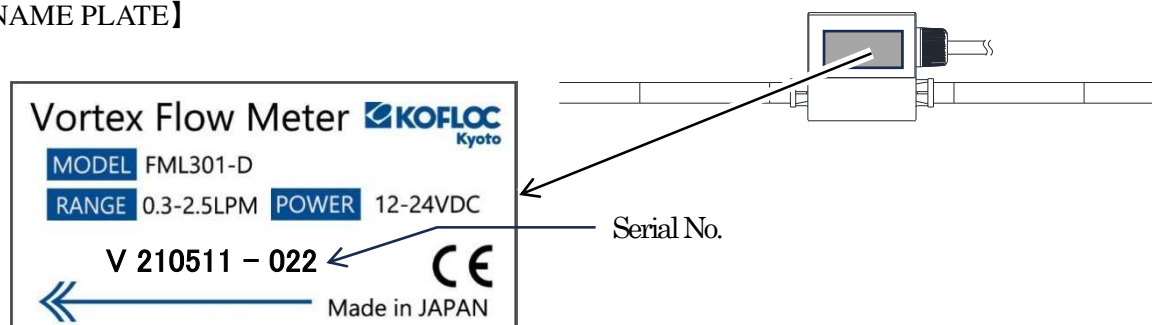 NAME PLATE】
Vortex Flow Meter KOFLOC
Kyoto
MODEL FML301-D
RANGE 0.3-2.5LPM POWER 12-24VDC
Serial No.
V 210511 - 022 CE
Made in JAPAN